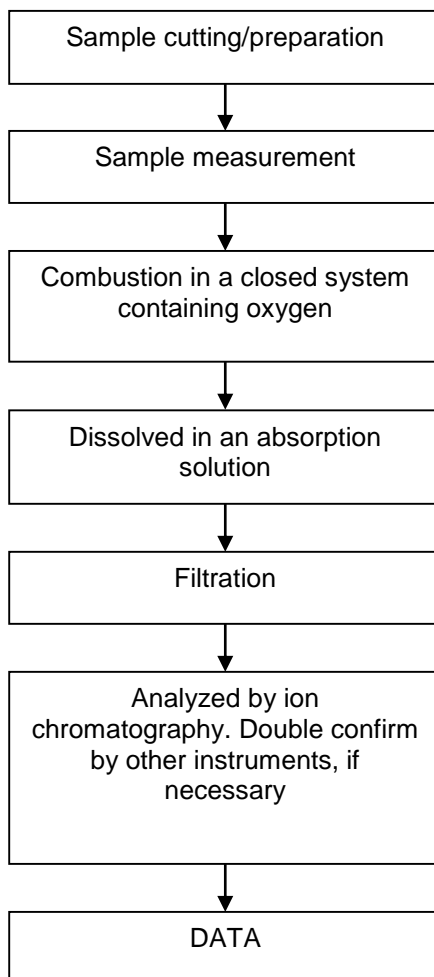 Sample cutting/preparation
Sample measurement
Combustion in a closed system
containing oxygen
Dissolved in an absorption
solution
Filtration
Analyzed by ion
chromatography. Double confirm
by other instruments, if
necessary
DATA